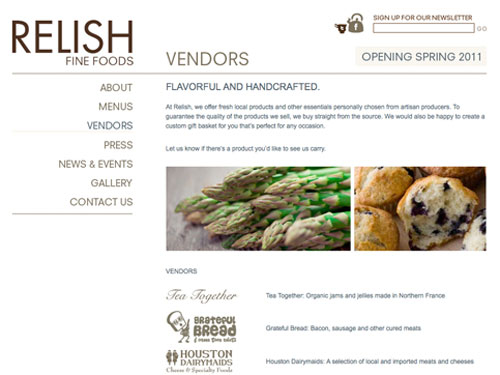 RELISH
FINE FOODS
SIGN UP FOR OUR NEWSLETTER
GO
VENDORS
OPENING SPRING 2011
ABOUT
MENUS
VENDORS
PRESS
NEWS & EVENTS
GALLERY
CONTACT US
FLAVORFUL AND HANDCRAFTED.
At Relish, we offer fresh local products and other essentials personally chosen from artisan producers. To
guarantee the quality of the products we sell, we buy straight from the source. We would also be happy to create a
custom gift basket for you that's perfect for any occasion.
Let us know if there's a product you'd like to see us carry.
VENDORS
Tea Together
Tea Together: Organic jams and jellies made in Northern France
GRATEFUL
BREAD
Grateful Bread: Bacon, sausage and other cured meats
HOUSTON
DAIRYMAIDS
Cheese & Specialty Foods
Houston Dairymaids: A selection of local and imported meats and cheeses